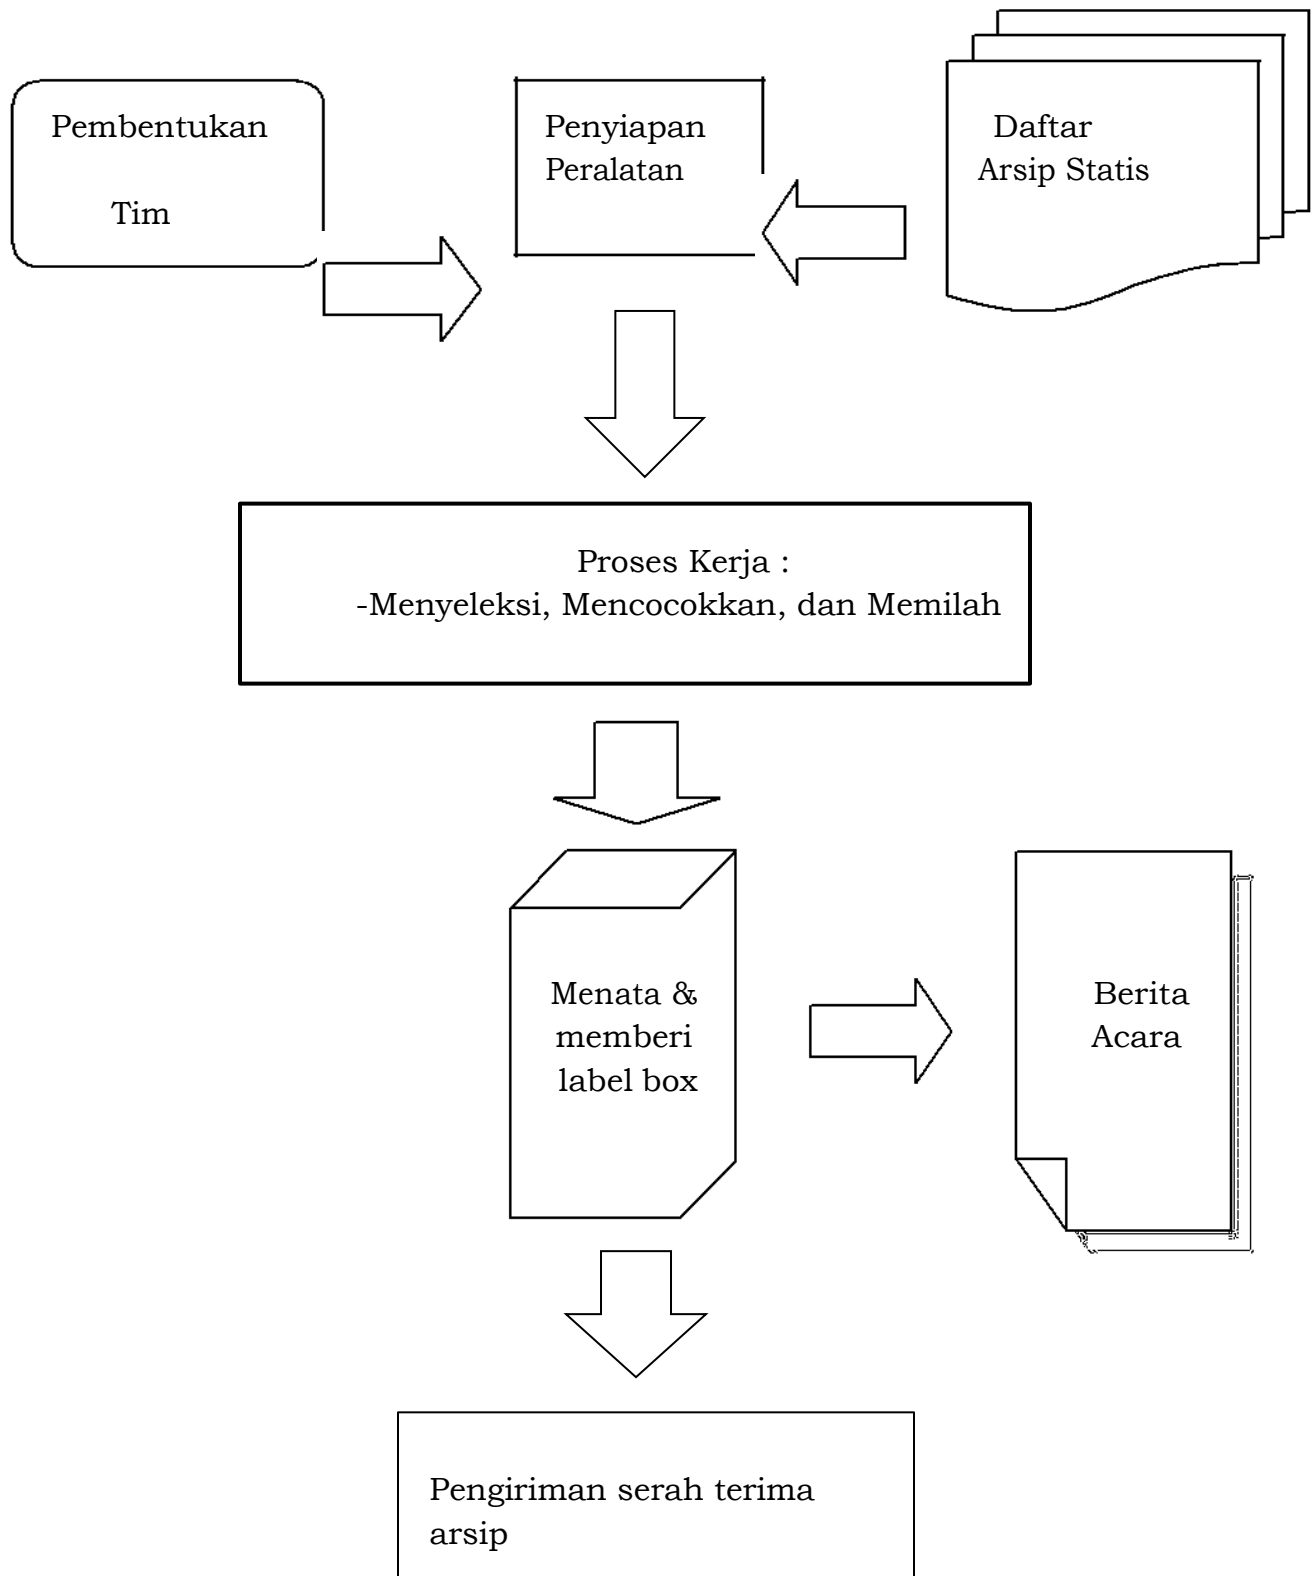 Pembentukan
Tim
Penyiapan
Peralatan
Daftar
Arsip Statis
Proses Kerja :
-Menyeleksi, Mencocokkan, dan Memilah
Menata &
memberi
label box
Berita
Acara
Pengiriman serah terima
arsip